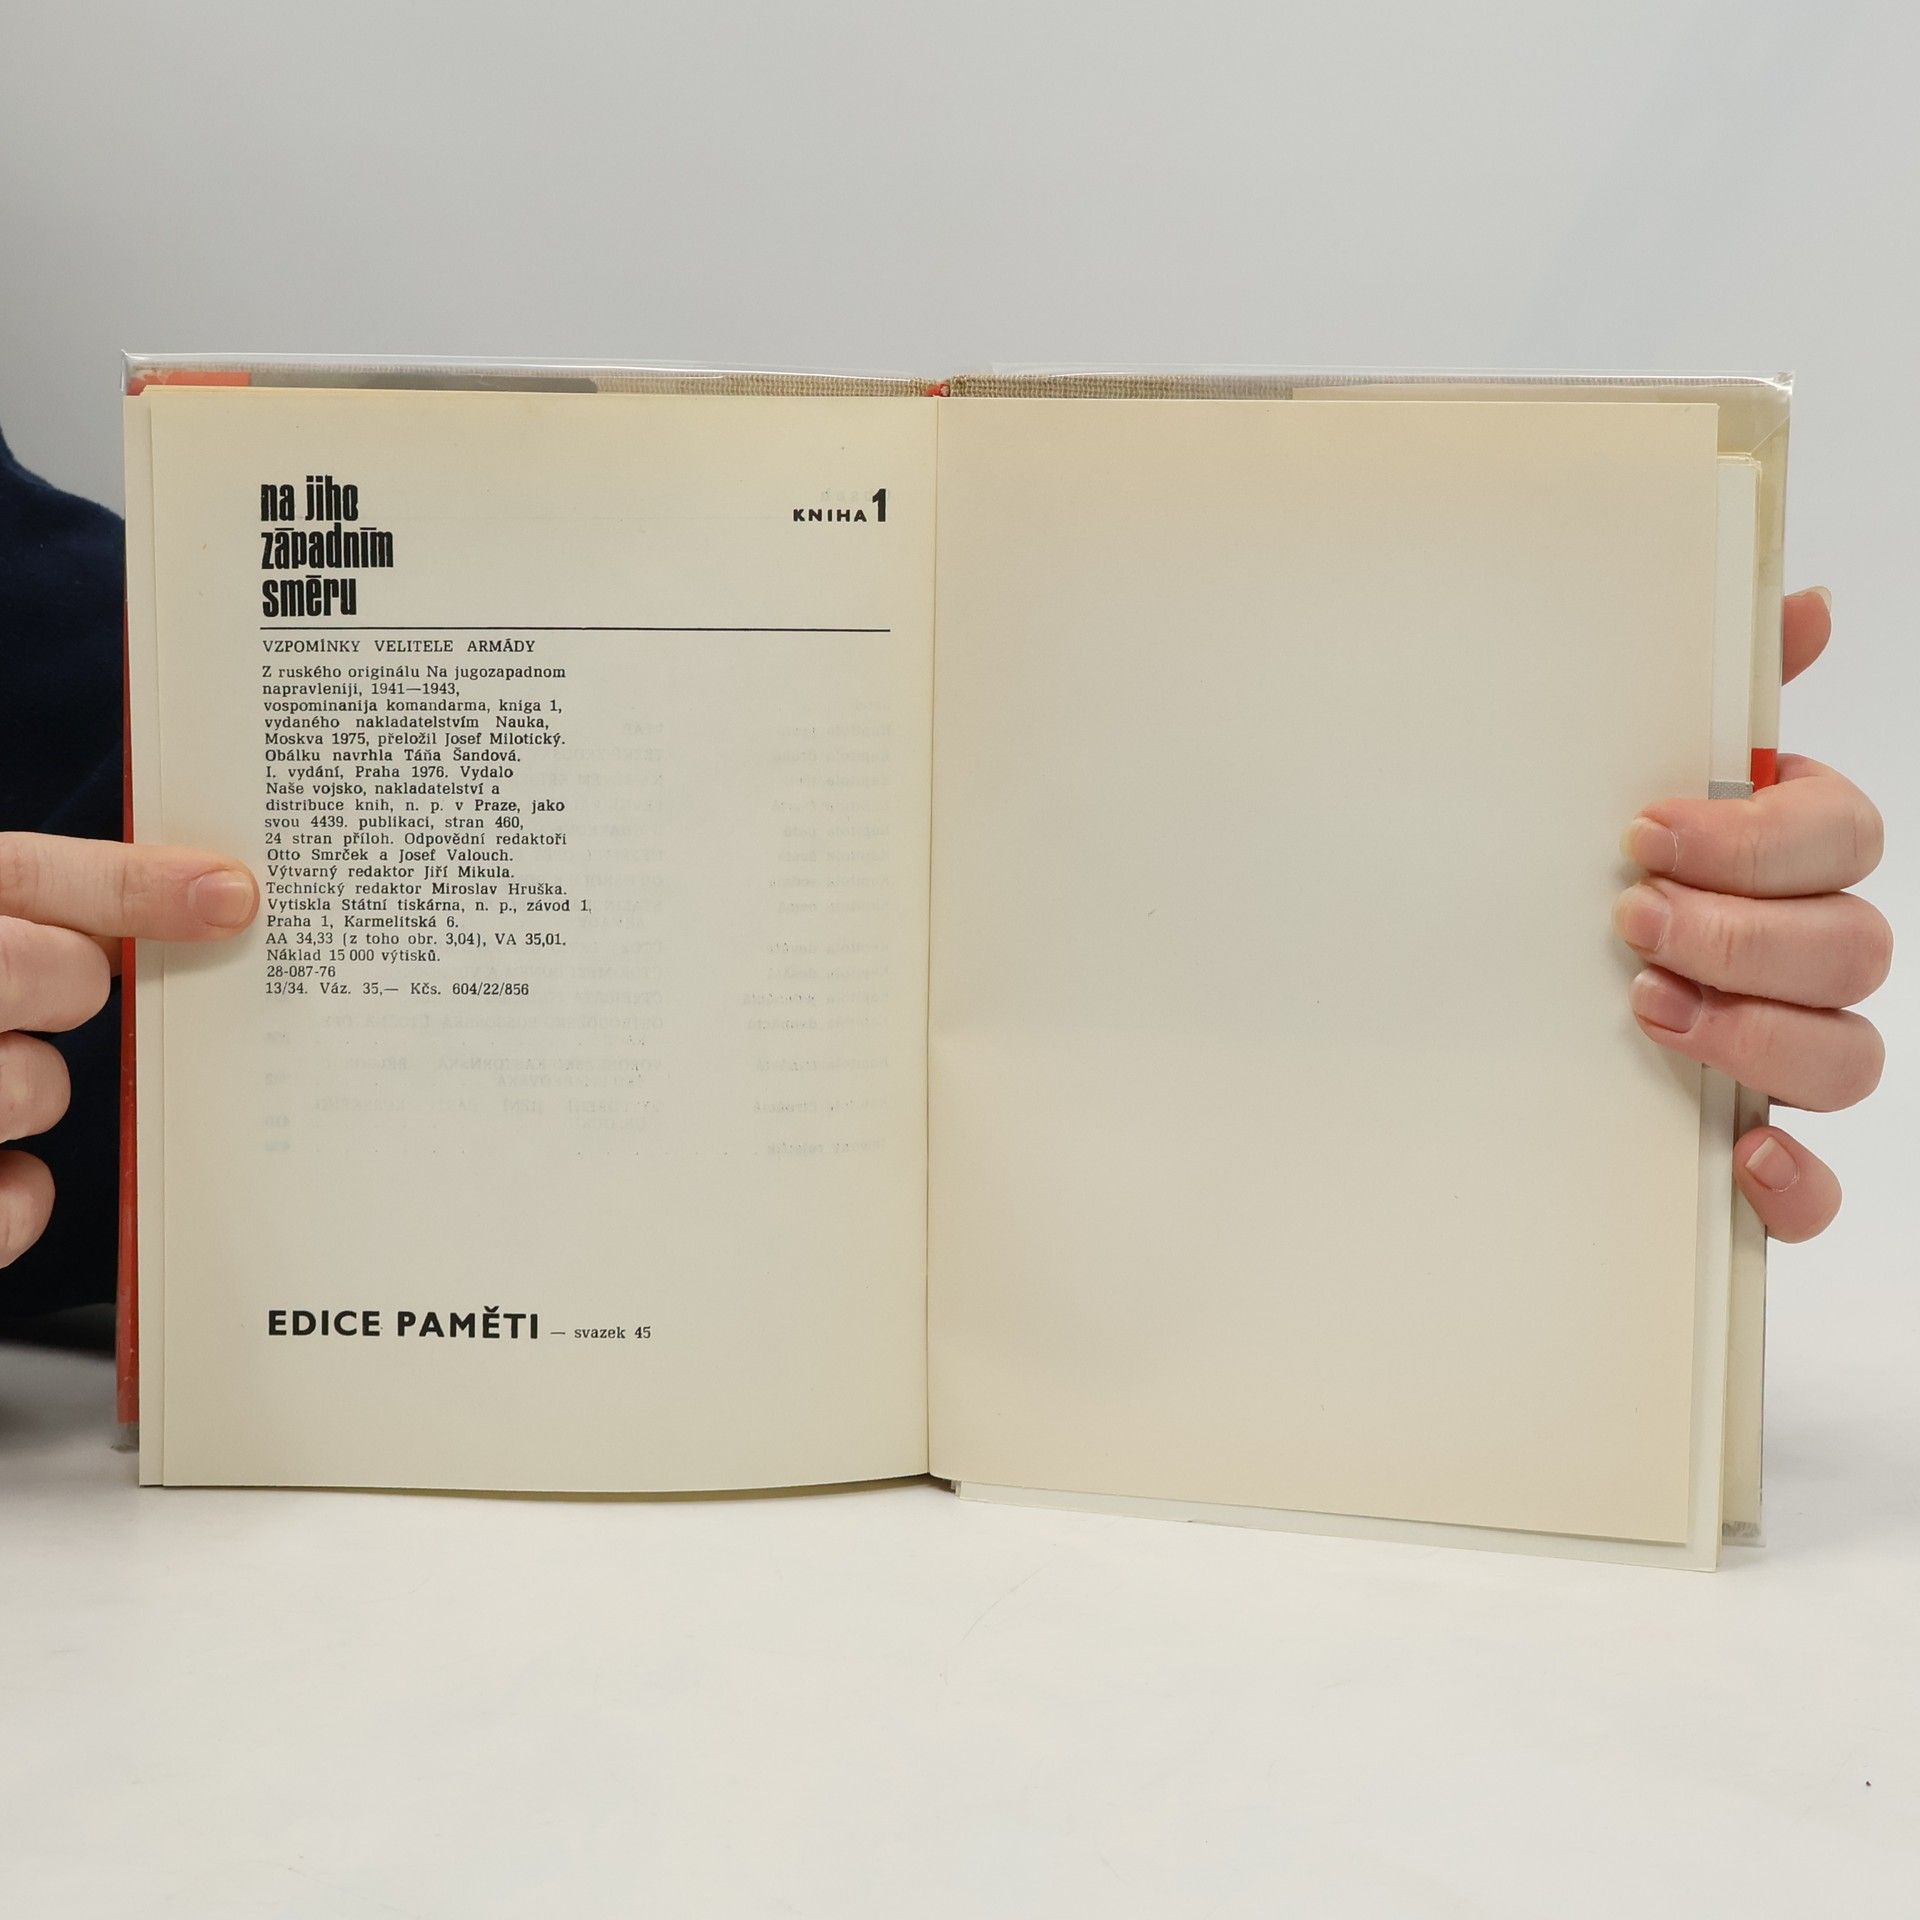 na jiho
západním
směru
KNIHA 1
VZPOMÍNKY VELITELE ARMÁDY
Z ruského originálu Na jugozapadnom
napravleniji, 1941—1943,
vospominanija komandarma, kniga 1,
vydaného nakladatelstvím Nauka,
Moskva 1975, přeložil Josef Milotický.
Obálku navrhla Táňa Šandová.
I. vydání, Praha 1976. Vydalo
Naše vojsko, nakladatelství a
distribuce knih, n. p. v Praze, jako
svou 4439. publikaci, stran 460,
24 stran příloh. Odpovědní redaktoři
Otto Smrček a Josef Valouch.
Výtvarný redaktor Jiří Mikula.
Technický redaktor Miroslav Hruška.
Vytiskla Státní tiskárna, n. p., závod 1,
Praha 1, Karmelitská 6.
AA 34,33 (z toho obr. 3,04), VA 35,01.
Náklad 15 000 výtisků.
28-087-76
13/34. Váz. 35,— Kčs. 604/22/856
EDICE PAMĚTI — svazek 45